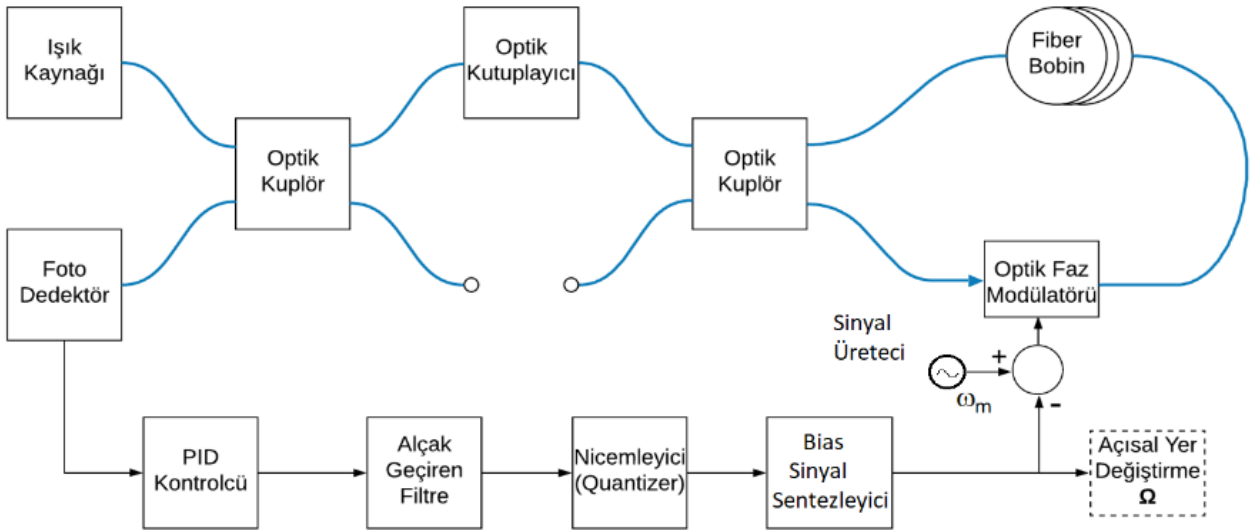 Işık
Kaynağı
Optik
Kutuplayıcı
Fiber
Bobin
Optik
Kuplör
Optik
Kuplör
Foto
Dedektör
Optik Faz
Modülatörü
Sinyal
Üreteci
+
ωm
-
PID
Kontrolcü
Alçak
Geçiren
Filtre
Nicemleyici
(Quantizer)
Bias
Sinyal
Sentezleyici
Açısal Yer
Değiştirme
Ω